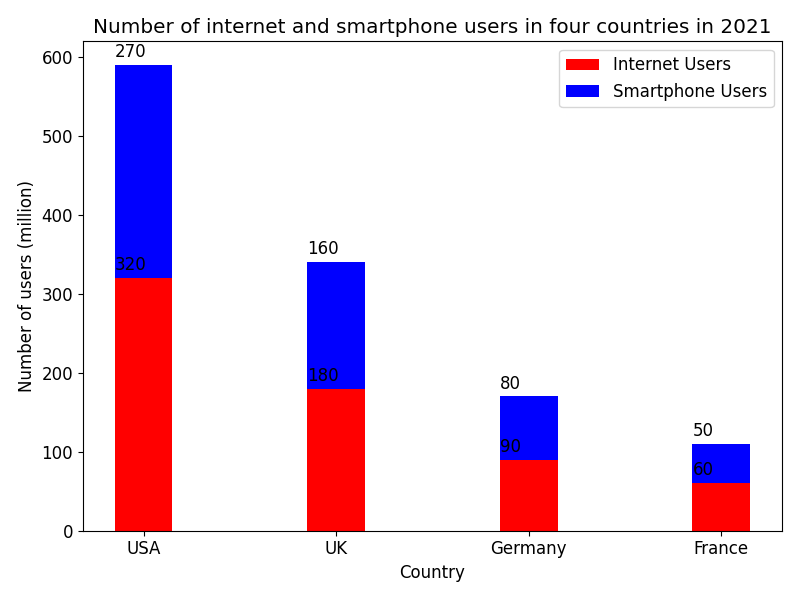 Number of internet and smartphone users in four countries in 2021
Internet Users
Smartphone Users
270
320
160
180
80
90
50
60
600
500
400
300
200
100
0
Number of users (million)
USA
UK
Germany
France
Country